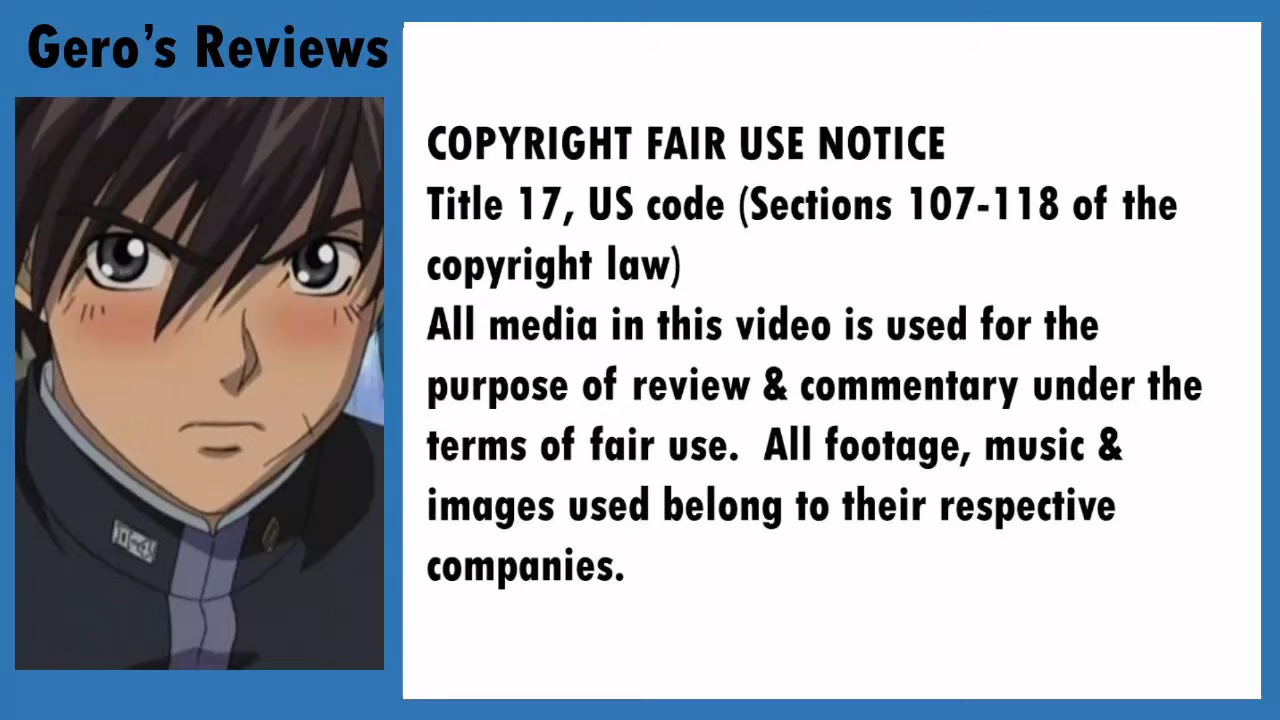 Gero's Reviews
COPYRIGHT FAIR USE NOTICE
Title 17, US code (Sections 107-118 of the
copyright law)
All media in this video is used for the
purpose of review & commentary under the
terms of fair use.  All footage, music &
images used belong to their respective
companies.